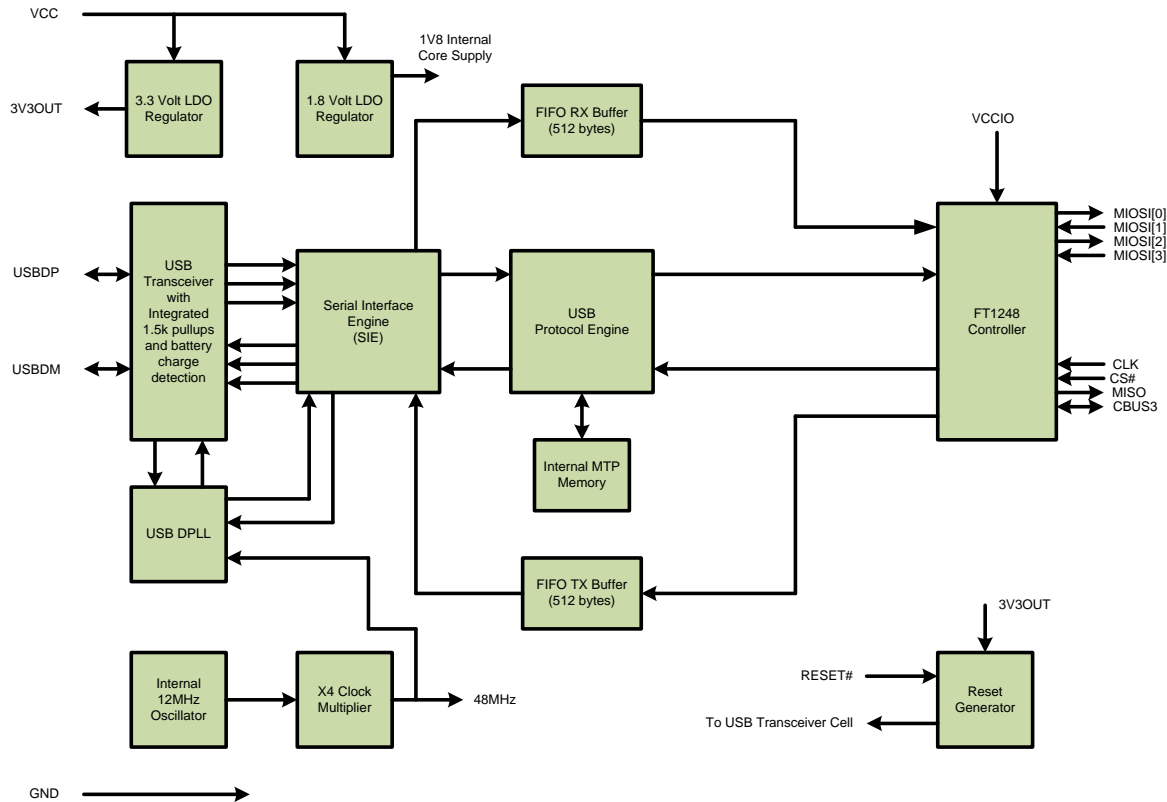 VCC
1V8 Internal
Core Supply
3V3OUT
3.3 Volt LDO
Regulator
1.8 Volt LDO
Regulator
FIFO RX Buffer
(512 bytes)
VCCIO
USBDP
USBDM
USB
Transceiver
with
Integrated
1.5k pullups
and battery
charge
detection
Serial Interface
Engine
(SIE)
USB
Protocol Engine
FT1248
Controller
MIOSI[0]
MIOSI[1]
MIOSI[2]
MIOSI[3]
CLK
CS#
MISO
CBUS3
Internal MTP
Memory
USB DPLL
FIFO TX Buffer
(512 bytes)
3V3OUT
Internal
12MHz
Oscillator
X4 Clock
Multiplier
48MHz
RESET#
To USB Transceiver Cell
Reset
Generator
GND